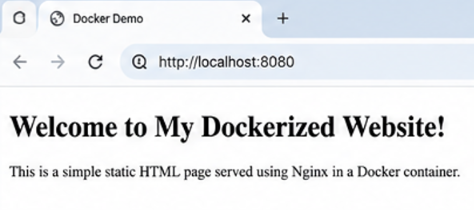 Docker Demo
http://localhost:8080
Welcome to My Dockerized Website!
This is a simple static HTML page served using Nginx in a Docker container.